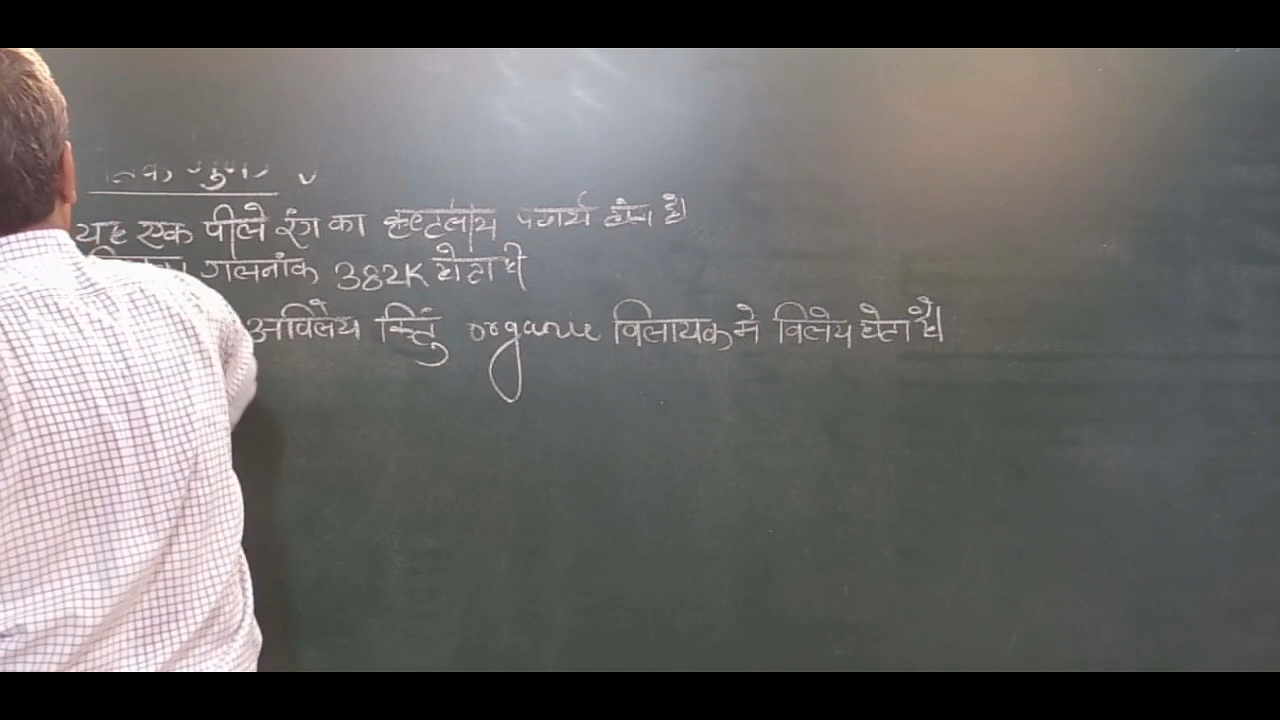 यह एक पीले रंग का क्रिस्टलीय पदार्थ होता है।
गलनांक 382K होता है
अविलेय किंतु organic विलायक मे विलेय होता है।